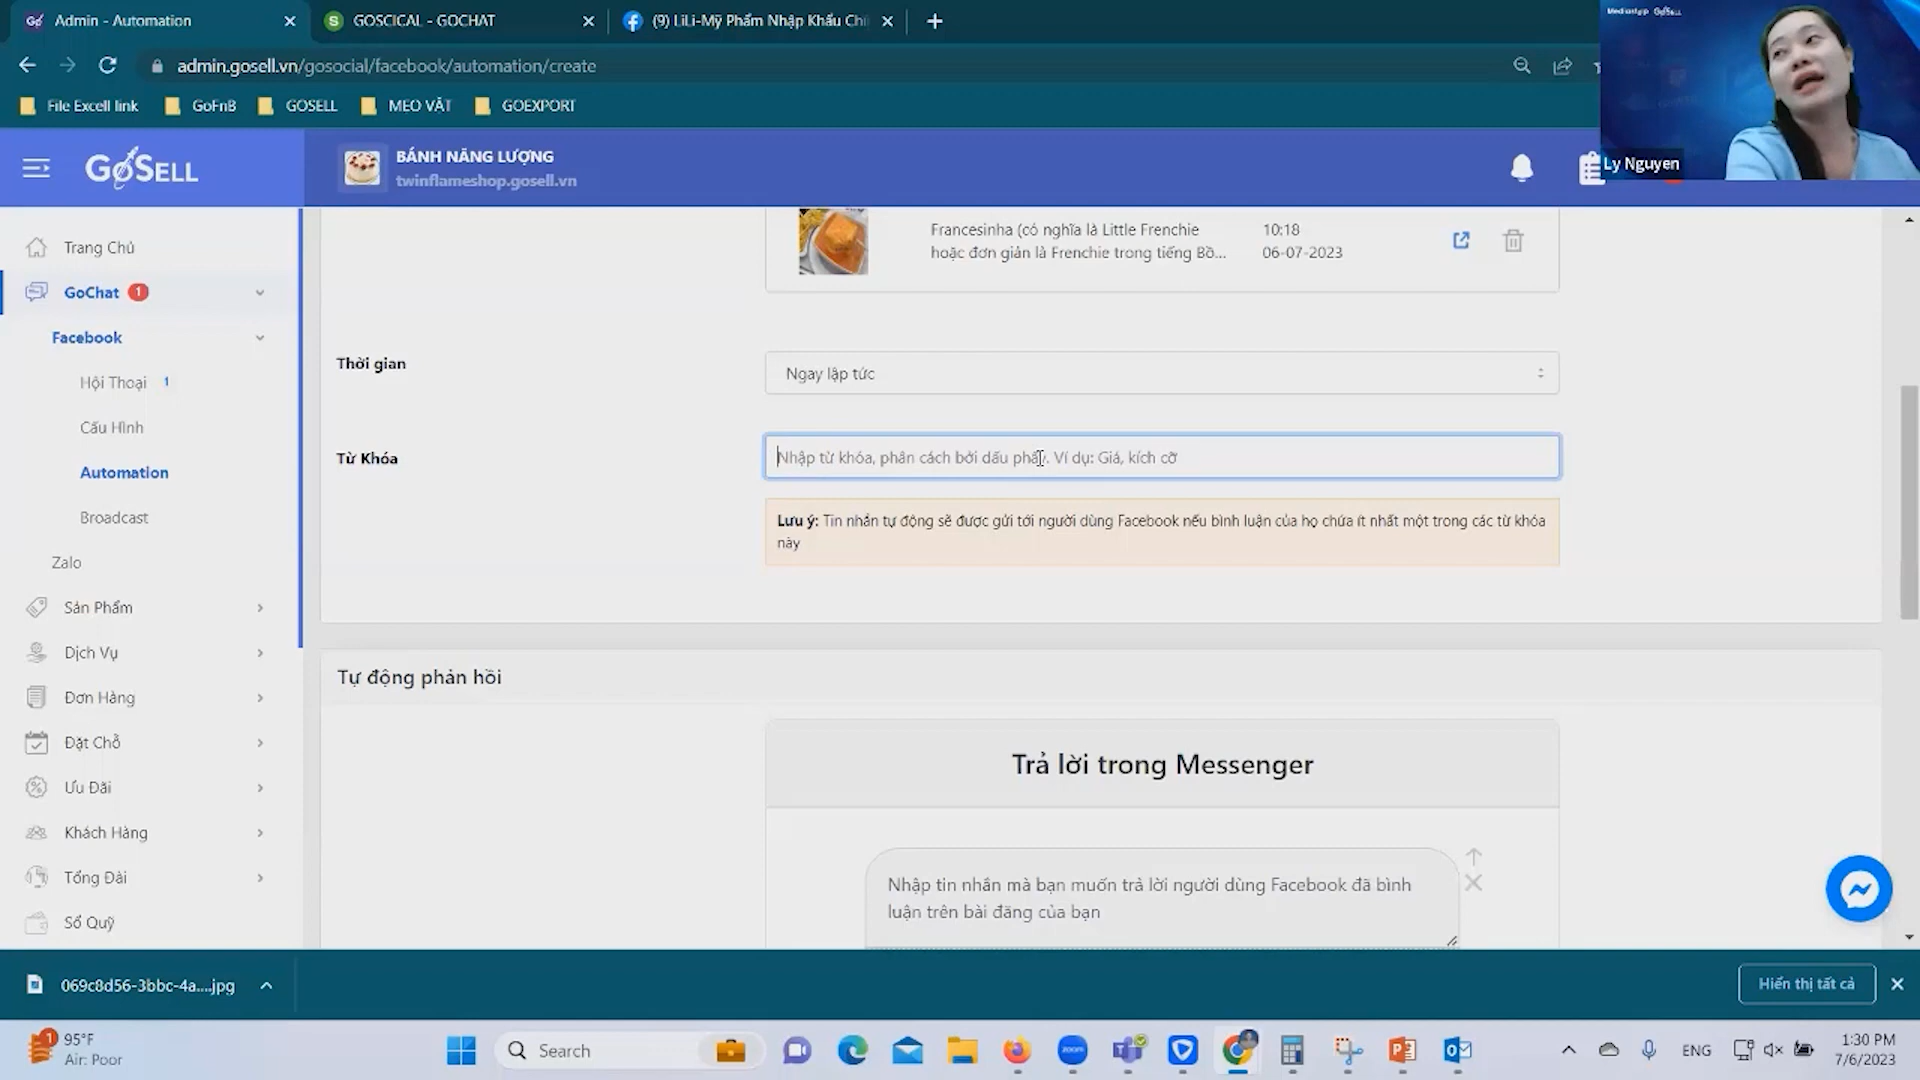 Admin - Automation
GOSCICAL - GOCHAT
(9) LiLi-Mỹ Phẩm Nhập Khẩu Chí
admin.gosell.vn/gosocial/facebook/automation/create
File Excell link
GoFnB
GOSELL
MEO VẶT
GOEXPORT
Mediastep GoSELL
Ly Nguyen
GOSELL
BÁNH NĂNG LƯỢNG
twinflameshop.gosell.vn
Trang Chủ
GoChat 1
Facebook
Hội Thoại 1
Cấu Hình
Automation
Broadcast
Zalo
Sản Phẩm
Dịch Vụ
Đơn Hàng
Đặt Chỗ
Ưu Đãi
Khách Hàng
Tổng Đài
Sổ Quỹ
Francesinha (có nghĩa là Little Frenchie
hoặc đơn giản là Frenchie trong tiếng Bồ...
10:18
06-07-2023
Thời gian
Ngay lập tức
Từ Khóa
Nhập từ khóa, phân cách bởi dấu phẩy. Ví dụ: Giá, kích cỡ
Lưu ý: Tin nhắn tự động sẽ được gửi tới người dùng Facebook nếu bình luận của họ chứa ít nhất một trong các từ khóa
này
Tự động phản hồi
Trả lời trong Messenger
Nhập tin nhắn mà bạn muốn trả lời người dùng Facebook đã bình
luận trên bài đăng của bạn
069c8d56-3bbc-4a....jpg
Hiển thị tất cả
1
95°F
Air: Poor
Search
zoom
ENG
1:30 PM
7/6/2023